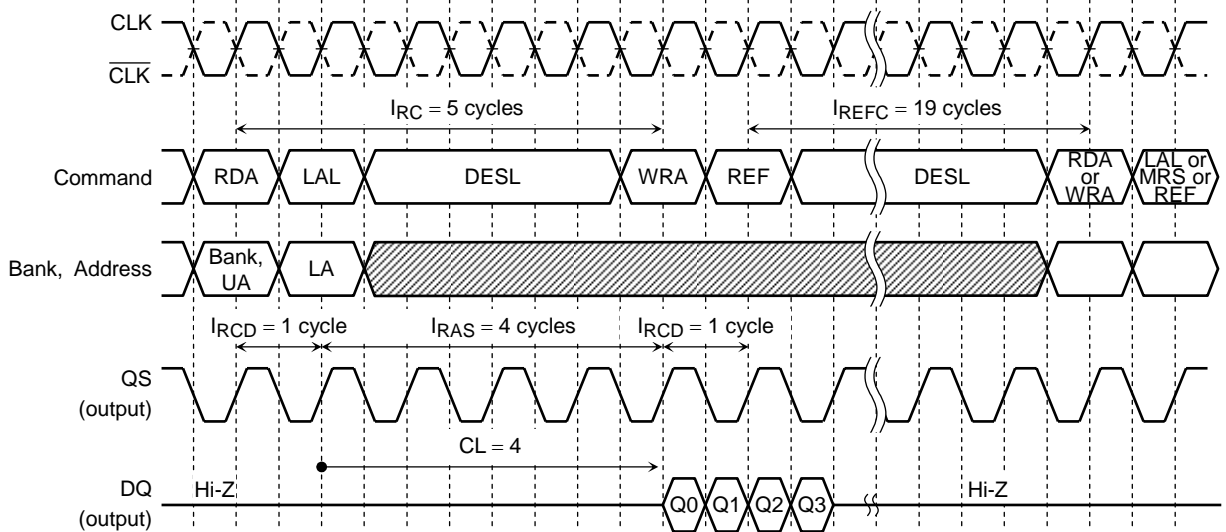 CLK
CLK
IRC = 5 cycles
IREFC = 19 cycles
Command
RDA
LAL
DESL
WRA
REF
DESL
RDA
or
WRA
LAL or
MRS or
REF
Bank, Address
Bank,
UA
LA
IRCD = 1 cycle
IRAS = 4 cycles
IRCD = 1 cycle
QS
(output)
CL = 4
DQ
(output)
Hi-Z
Q0
Q1
Q2
Q3
Hi-Z